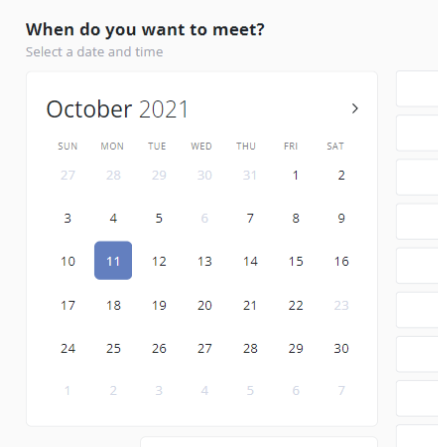 When do you want to meet?
Select a date and time
October 2021
SUN MON TUE WED THU FRI SAT
27 28 29 30 31 1 2
3 4 5 6 7 8 9
10 11 12 13 14 15 16
17 18 19 20 21 22 23
24 25 26 27 28 29 30
1 2 3 4 5 6 7